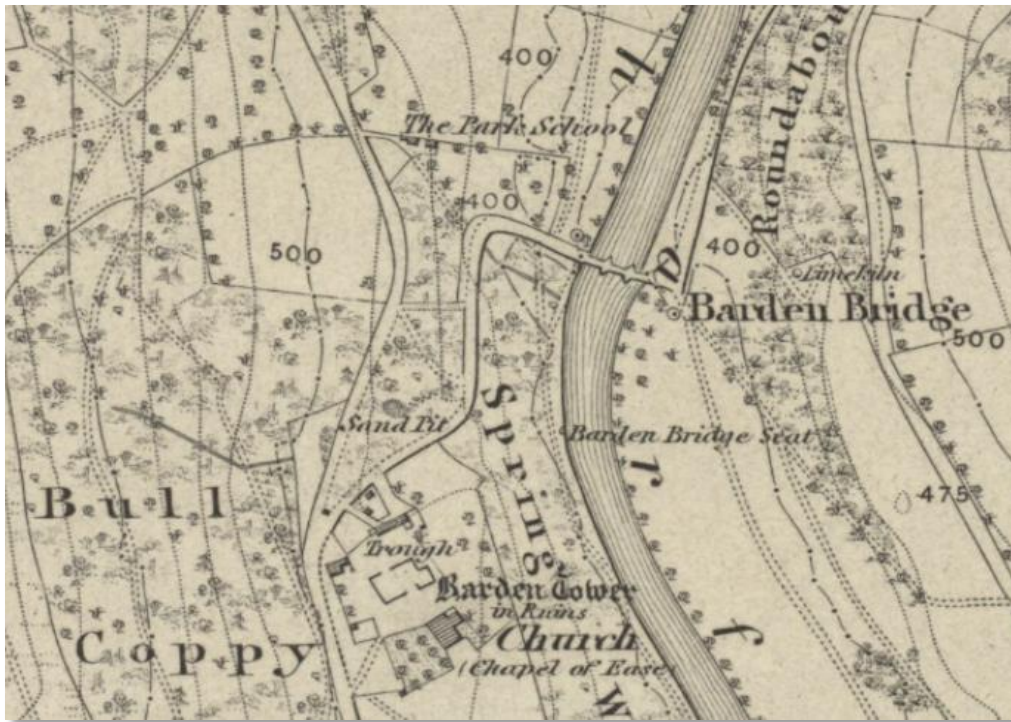 Roundabou
400
The Park School
400
500
400
Limekiln
Barden Bridge
500
Sand Pit
Spring
Barden Bridge Seat
Bull
475
Trough
Barden Tower
in Ruins
Church
(Chapel of Ease)
Coppy
W
r
f
D